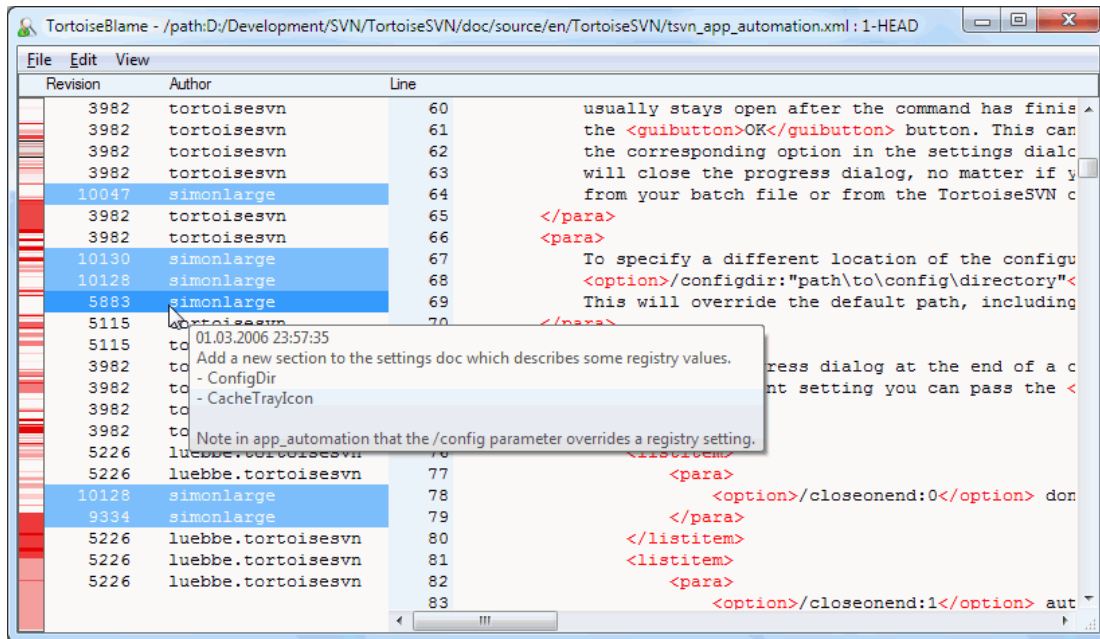 TortoiseBlame - /path:D:/Development/SVN/TortoiseSVN/doc/source/en/TortoiseSVN/tsvn_app_automation.xml : 1-HEAD
File Edit View
Revision Author Line
3982 tortoisesvn 60 usually stays open after the command has finis
3982 tortoisesvn 61 the <guibutton>OK</guibutton> button. This can
3982 tortoisesvn 62 the corresponding option in the settings dialo
3982 tortoisesvn 63 will close the progress dialog, no matter if y
10047 simonlarge 64 from your batch file or from the TortoiseSVN c
3982 tortoisesvn 65 </para>
3982 tortoisesvn 66 <para>
10130 simonlarge 67 To specify a different location of the configu
10128 simonlarge 68 <option>/configdir:"path\to\config\directory"<
5883 simonlarge 69 This will override the default path, including
5115 tortoisesvn 70 </para>
01.03.2006 23:57:35
5115 to
Add a new section to the settings doc which describes some registry values.
3982 to ress dialog at the end of a c
- ConfigDir
3982 to nt setting you can pass the <
- CacheTrayIcon
3982 to
3982 to
Note in app_automation that the /config parameter overrides a registry setting.
5226 luebbe.tortoisesvn 76 <listitem>
5226 luebbe.tortoisesvn 77 <para>
10128 simonlarge 78 <option>/closeonend:0</option> don
9334 simonlarge 79 </para>
5226 luebbe.tortoisesvn 80 </listitem>
5226 luebbe.tortoisesvn 81 <listitem>
5226 luebbe.tortoisesvn 82 <para>
83 <option>/closeonend:1</option> aut